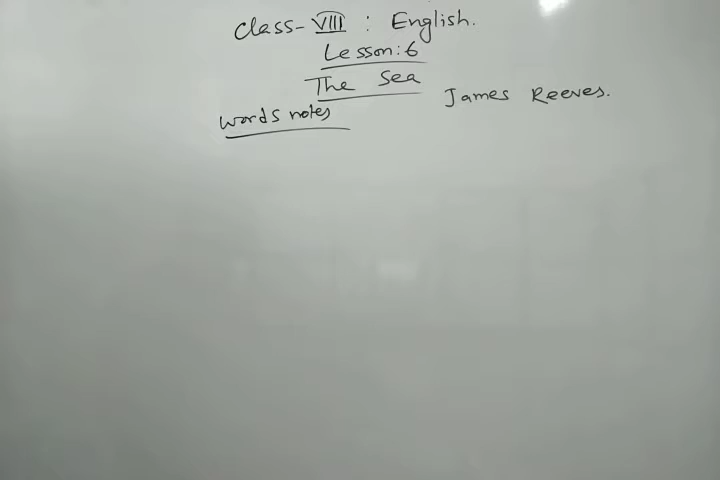 Class-VIII : English.
Lesson:6
The Sea
James Reeves.
words notes